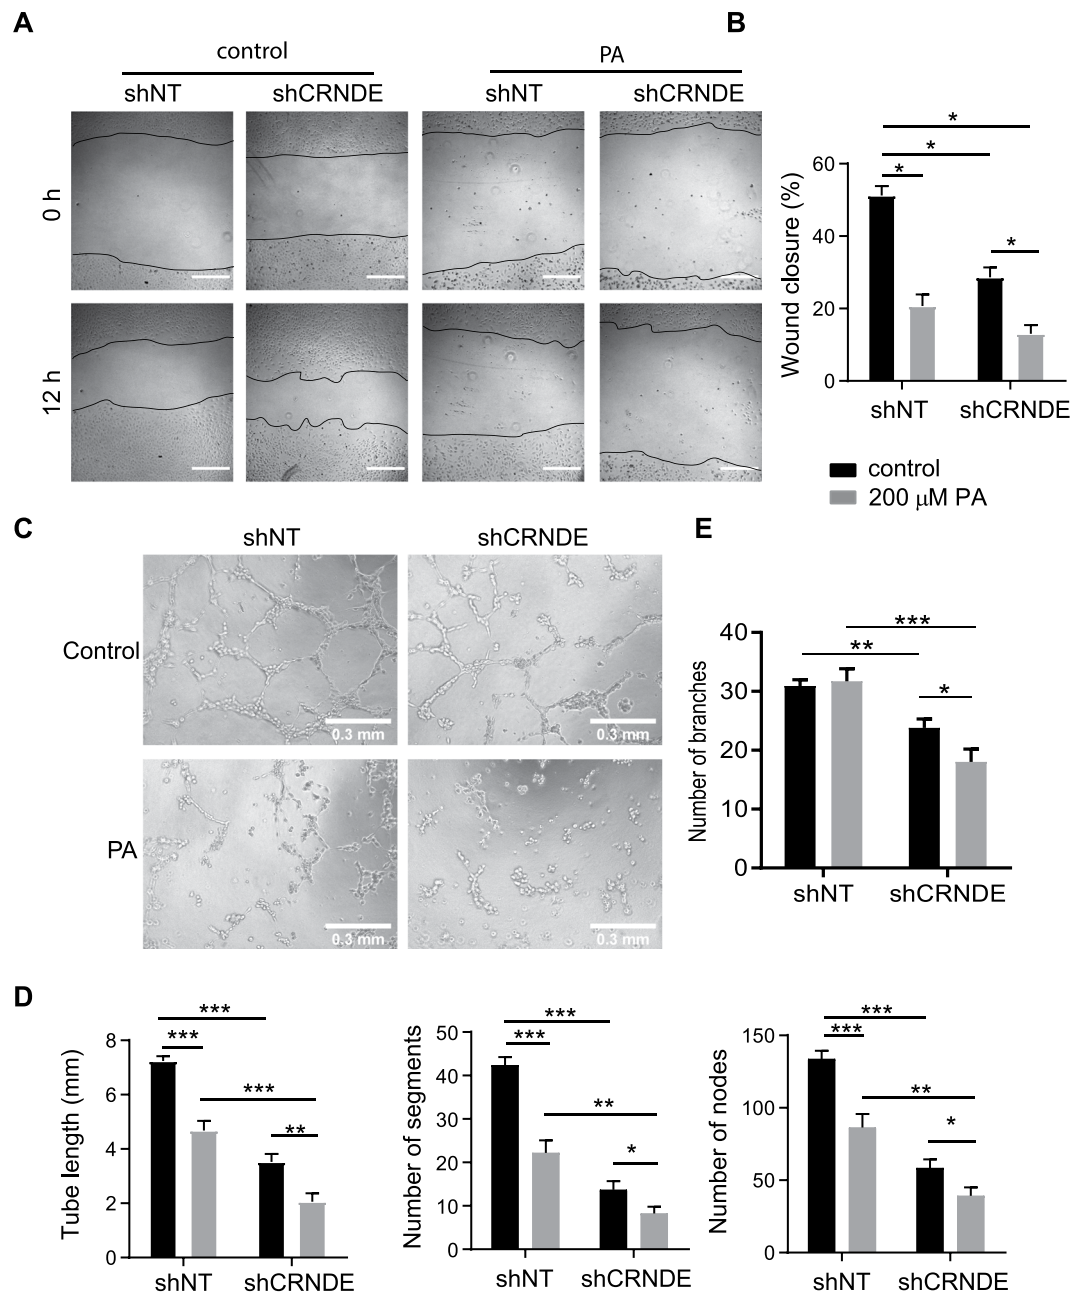 A
control
PA
shNT
shCRNDE
shNT
shCRNDE
0 h
12 h
B
*
*
*
*
Wound closure (%)
60
40
20
0
shNT
shCRNDE
control
200 μM PA
C
shNT
shCRNDE
Control
0.3 mm
0.3 mm
PA
0.3 mm
0.3 mm
E
***
**
*
Number of branches
40
30
20
10
0
shNT
shCRNDE
D
***
***
***
**
Tube length (mm)
8
6
4
2
0
shNT
shCRNDE
***
***
**
*
Number of segments
50
40
30
20
10
0
shNT
shCRNDE
***
***
**
*
Number of nodes
150
100
50
0
shNT
shCRNDE